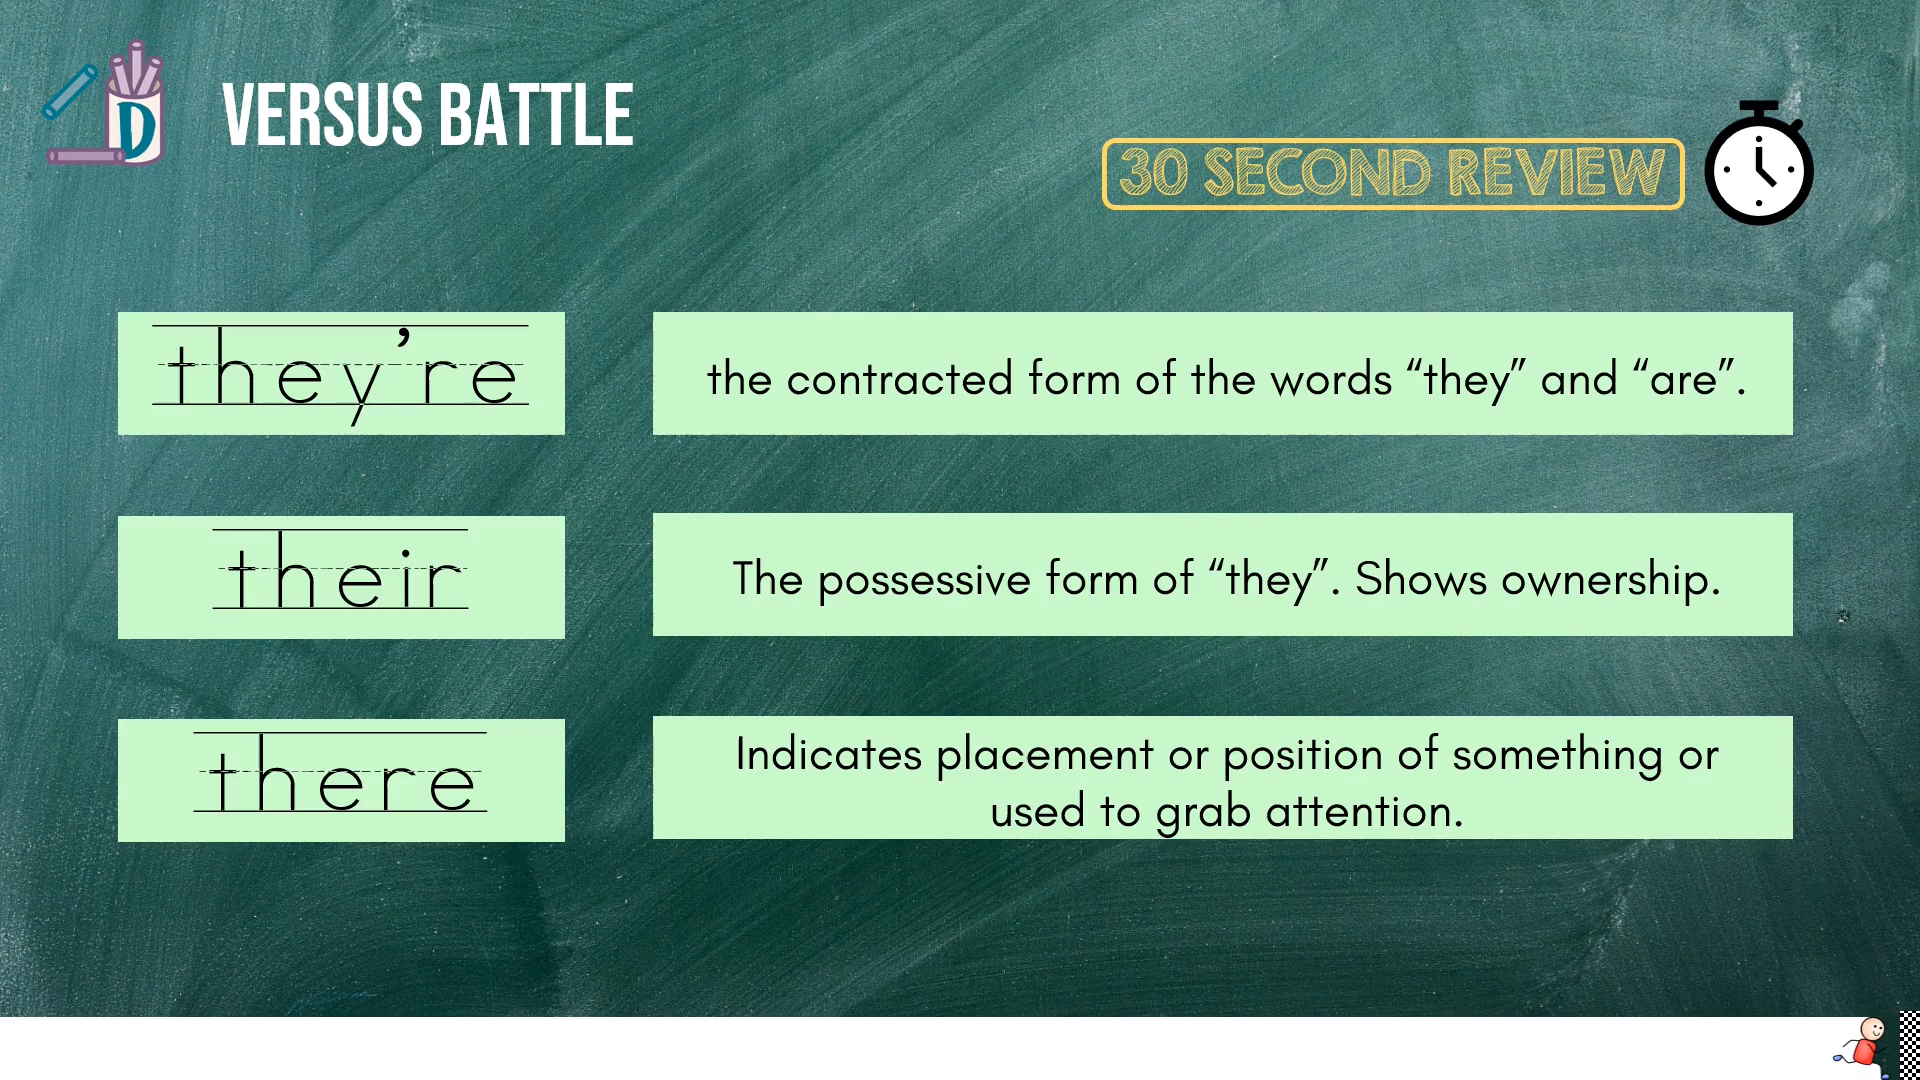 D
VERSUS BATTLE
30 SECOND REVIEW
they’re
the contracted form of the words “they” and “are”.
their
The possessive form of “they”. Shows ownership.
there
Indicates placement or position of something or
used to grab attention.